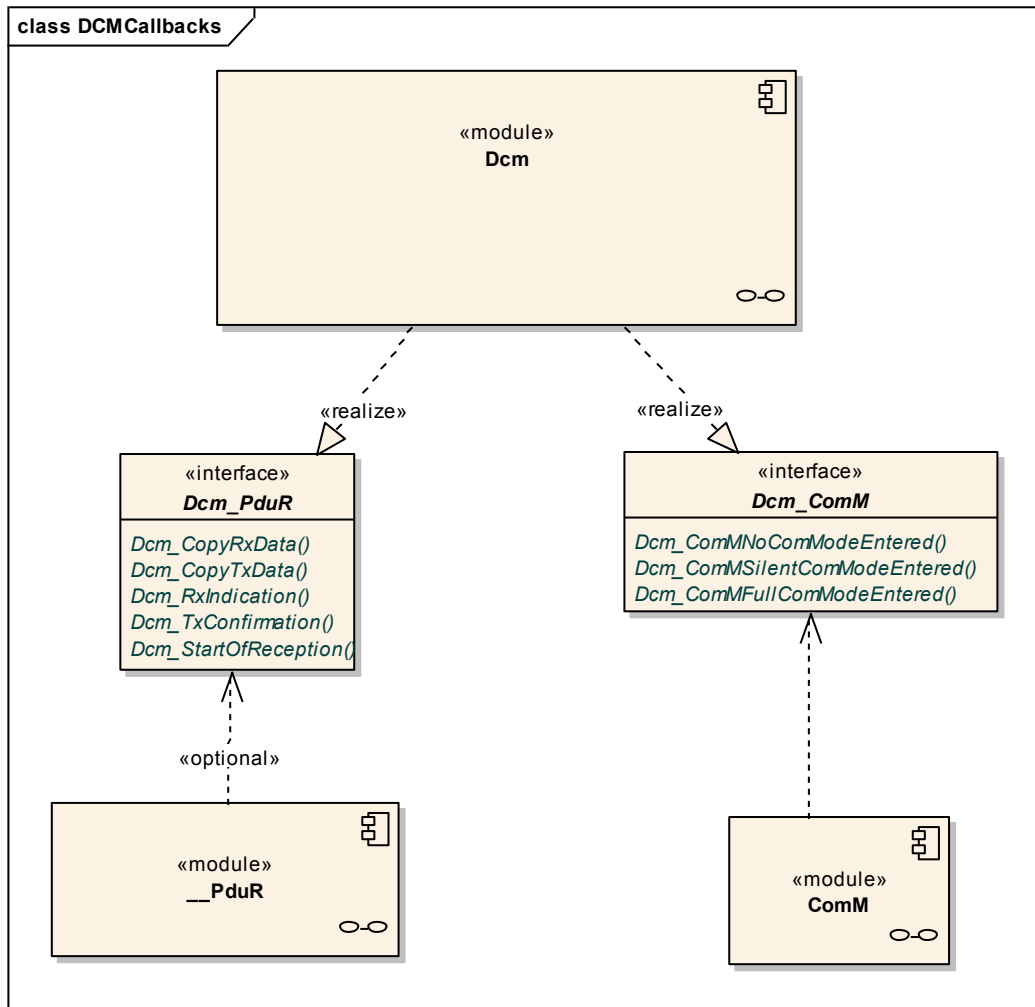 class DCMCallbacks
«module»
Dcm
«realize»
«realize»
«interface»
Dcm_PduR
Dcm_CopyRxData()
Dcm_CopyTxData()
Dcm_RxIndication()
Dcm_TxConfirmation()
Dcm_StartOfReception()
«interface»
Dcm_ComM
Dcm_ComMNoComModeEntered()
Dcm_ComMSilentComModeEntered()
Dcm_ComMFullComModeEntered()
«optional»
«module»
__PduR
«module»
ComM